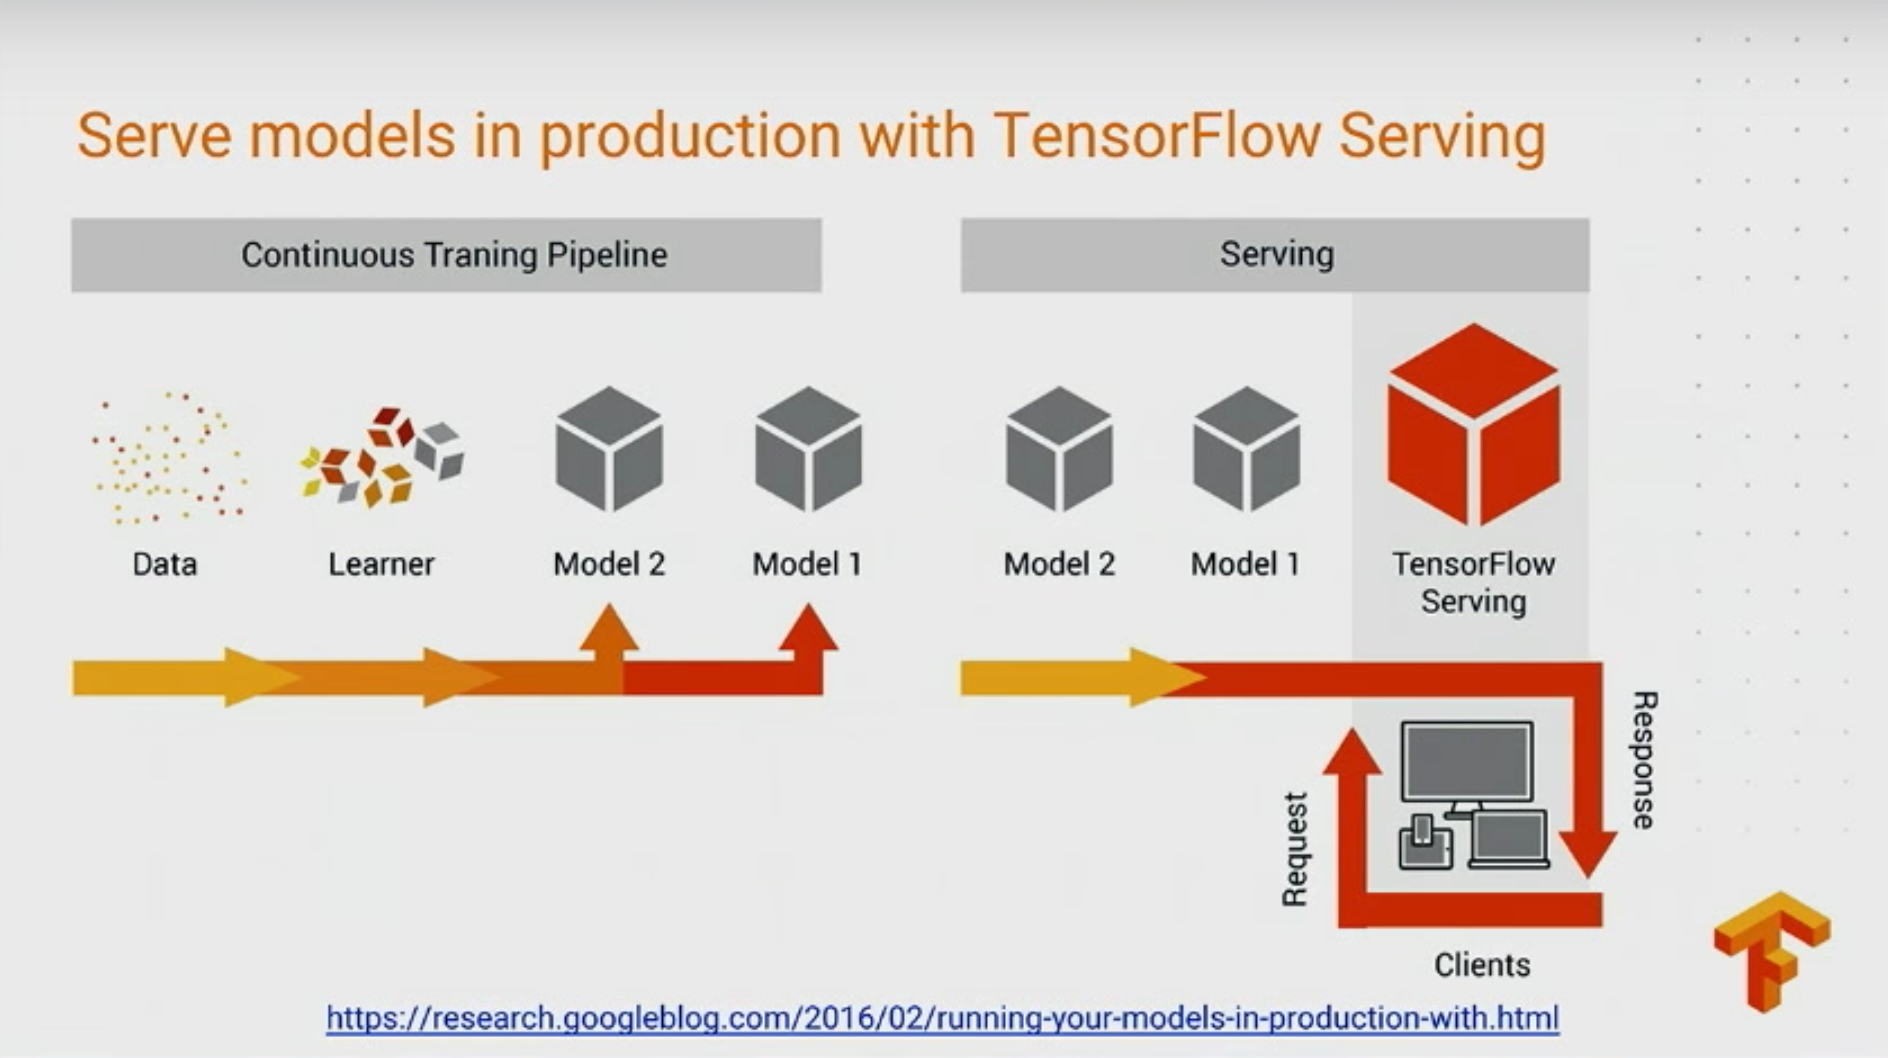 Serve models in production with TensorFlow Serving
Continuous Traning Pipeline
Serving
Data
Learner
Model 2
Model 1
Model 2
Model 1
TensorFlow
Serving
Request
Response
Clients
https://research.googleblog.com/2016/02/running-your-models-in-production-with.html